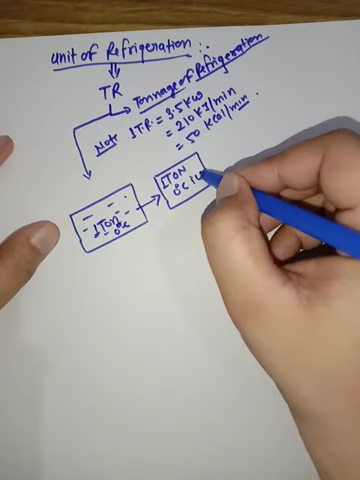 Unit of Refrigeration :-
TR
Tonnage of Refrigeration
Note 1TR = 3.5 kw
= 210 kJ/min
= 50 kcal/min.
1TON
0°C
1TON
0°C